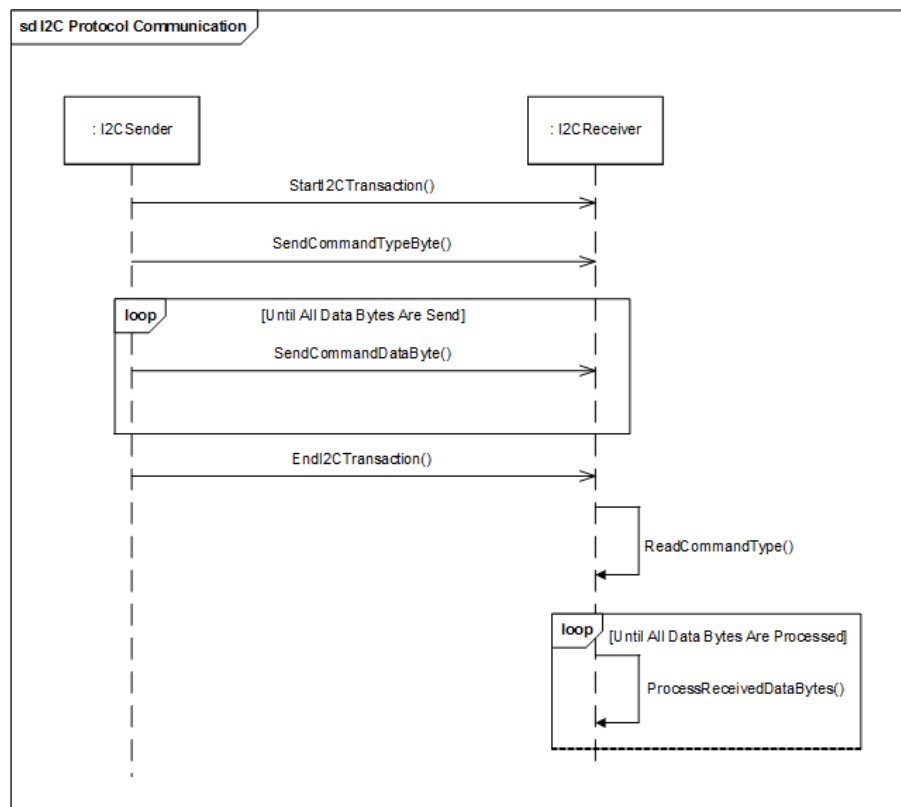 sd I2C Protocol Communication
: I2CSender
: I2CReceiver
StartI2CTransaction()
SendCommandTypeByte()
loop
[Until All Data Bytes Are Send]
SendCommandDataByte()
EndI2CTransaction()
ReadCommandType()
loop
[Until All Data Bytes Are Processed]
ProcessReceivedDataBytes()